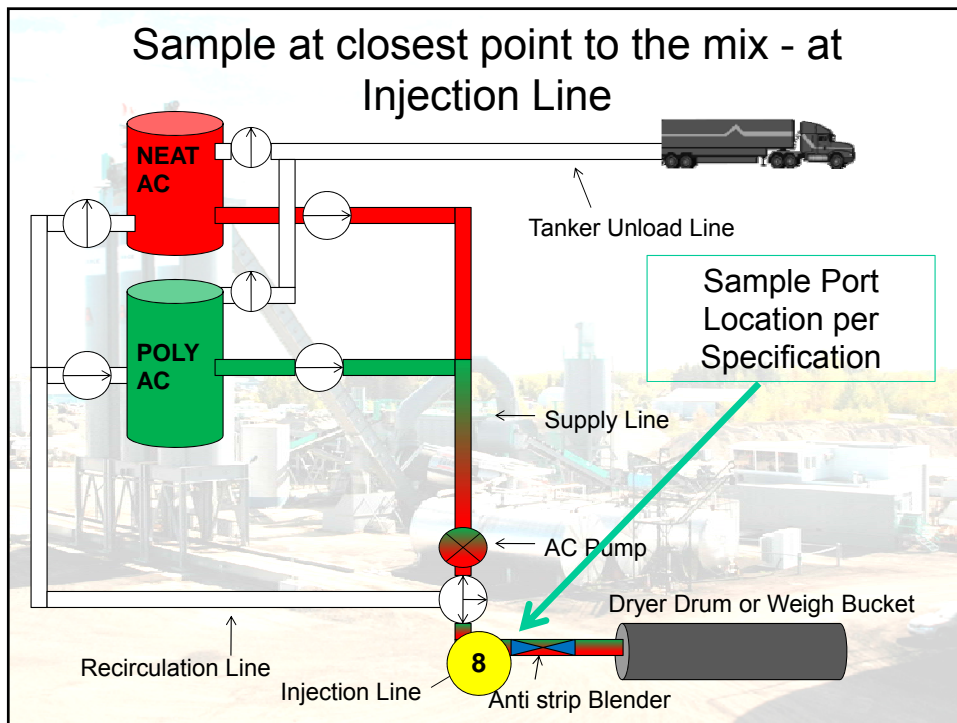 Sample at closest point to the mix - at
Injection Line
NEAT
AC
Tanker Unload Line
Sample Port
Location per
Specification
POLY
AC
Supply Line
AC Pump
Dryer Drum or Weigh Bucket
Recirculation Line
8
Injection Line
Anti strip Blender